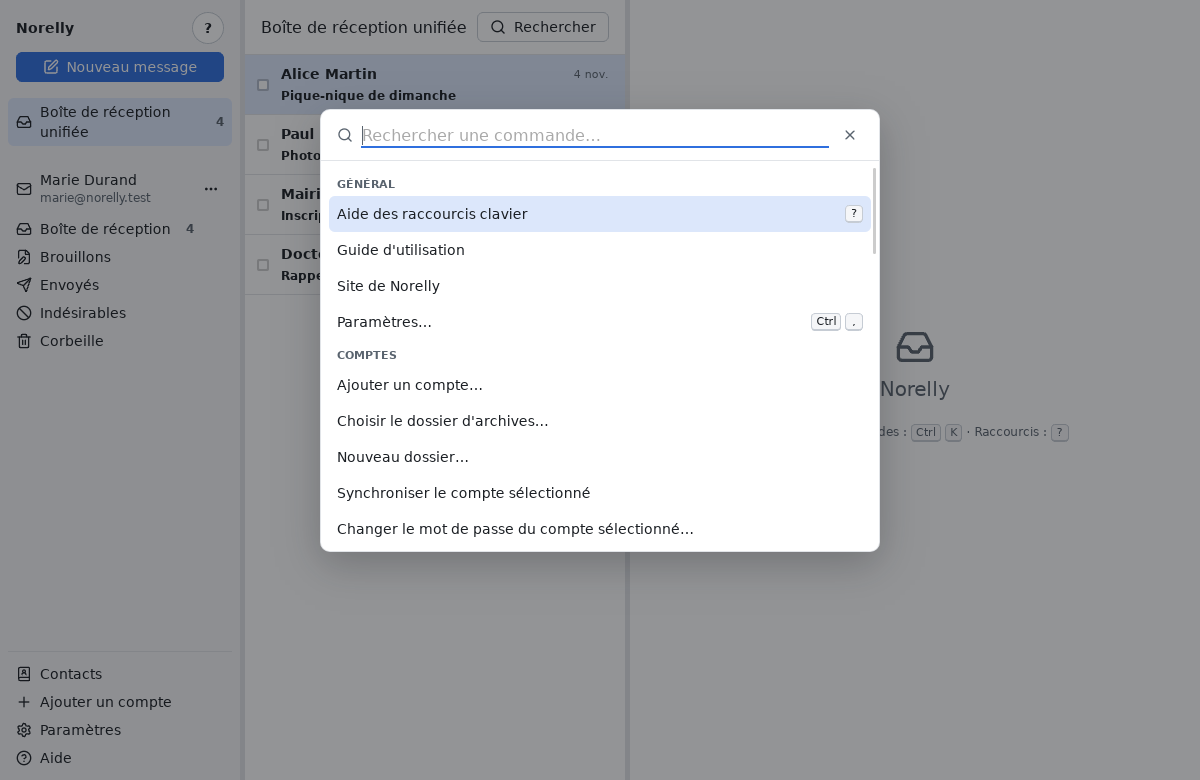 Norelly
?
Nouveau message
Boîte de réception
unifiée
4
Marie Durand
marie@norelly.test
Boîte de réception 4
Brouillons
Envoyés
Indésirables
Corbeille
Contacts
Ajouter un compte
Paramètres
Aide
Boîte de réception unifiée
Rechercher
Alice Martin 4 nov.
Pique-nique de dimanche
Paul
Photo
Rechercher une commande...
GÉNÉRAL
Aide des raccourcis clavier ?
Guide d'utilisation
Site de Norelly
Paramètres... Ctrl ,
COMPTES
Ajouter un compte...
Choisir le dossier d'archives...
Nouveau dossier...
Synchroniser le compte sélectionné
Changer le mot de passe du compte sélectionné...
Norelly
des : Ctrl K · Raccourcis : ?